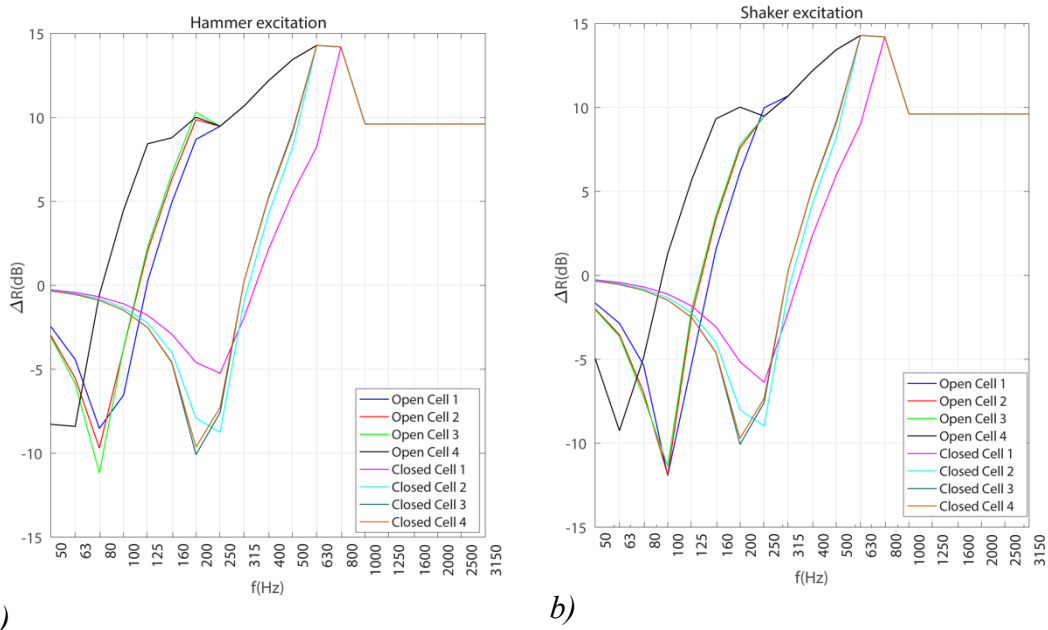 Hammer excitation
15
10
5
0
-5
-10
-15
ΔR(dB)
50 63 80 100 125 160 200 250 315 400 500 630 800 1000 1250 1600 2000 2500 3150
f(Hz)
Open Cell 1
Open Cell 2
Open Cell 3
Open Cell 4
Closed Cell 1
Closed Cell 2
Closed Cell 3
Closed Cell 4
)
Shaker excitation
15
10
5
0
-5
-10
-15
ΔR(dB)
50 63 80 100 125 160 200 250 315 400 500 630 800 1000 1250 1600 2000 2500 3150
f(Hz)
Open Cell 1
Open Cell 2
Open Cell 3
Open Cell 4
Closed Cell 1
Closed Cell 2
Closed Cell 3
Closed Cell 4
b)